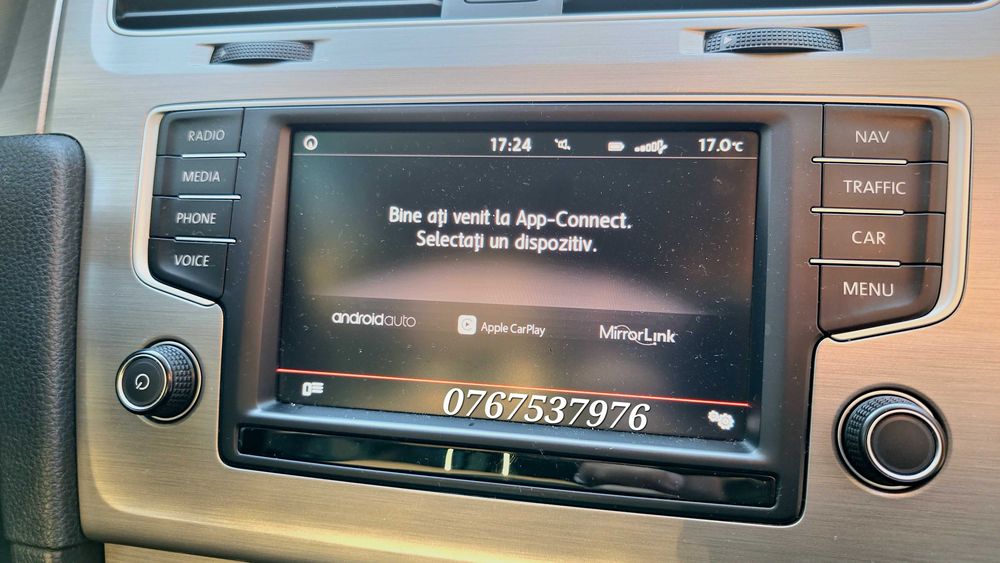 RADIO
MEDIA
PHONE
VOICE
17:24
17.0°C
Bine ați venit la App-Connect.
Selectați un dispozitiv.
androidauto
Apple CarPlay
MirrorLink
0767537976
NAV
TRAFFIC
CAR
MENU